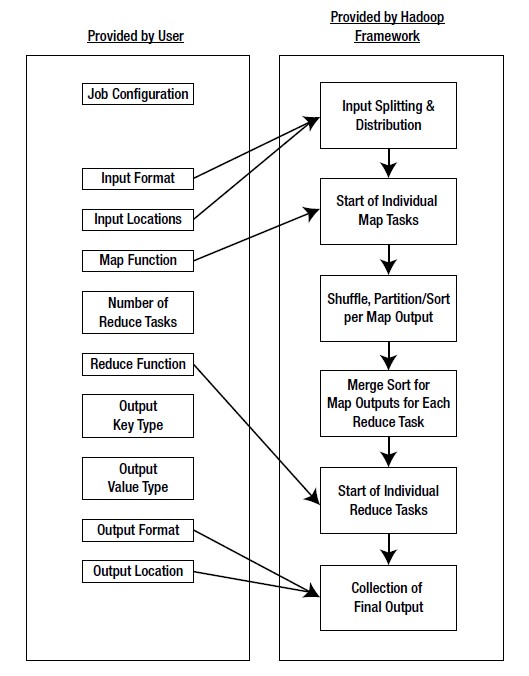 Provided by User
Provided by Hadoop
Framework
Job Configuration
Input Format
Input Locations
Map Function
Number of
Reduce Tasks
Reduce Function
Output
Key Type
Output
Value Type
Output Format
Output Location
Input Splitting &
Distribution
Start of Individual
Map Tasks
Shuffle, Partition/Sort
per Map Output
Merge Sort for
Map Outputs for Each
Reduce Task
Start of Individual
Reduce Tasks
Collection of
Final Output